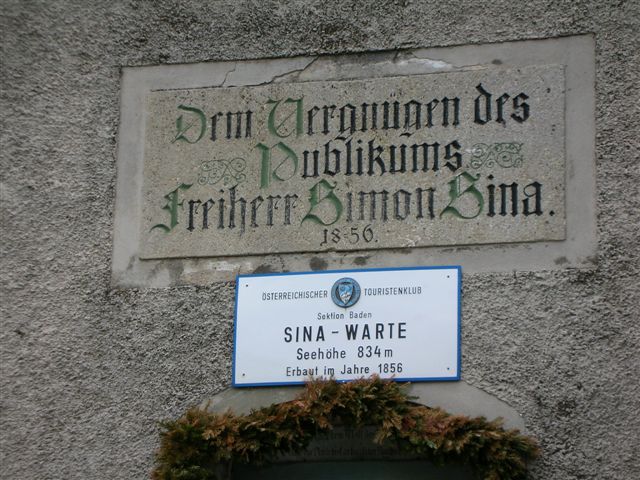 Dem Vergnügen des
Publikums
Freiherr Simon Sina.
1856.
ÖSTERREICHISCHER TOURISTENKLUB
Sektion Baden
SINA-WARTE
Seehöhe 834m
Erbaut im Jahre 1856